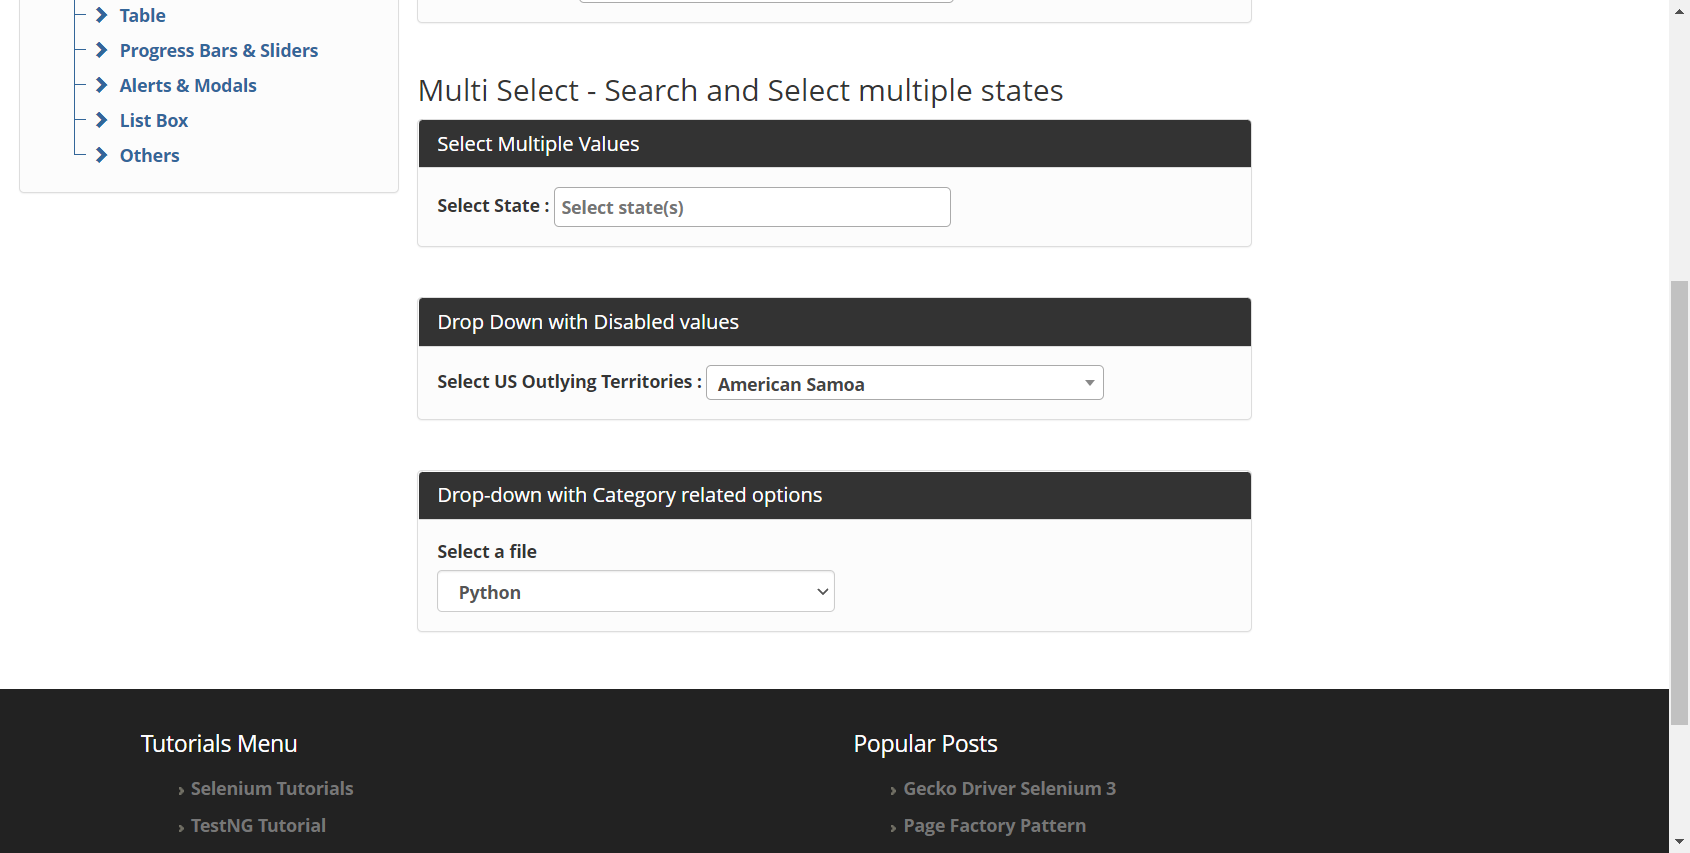 Table
Progress Bars & Sliders
Alerts & Modals
List Box
Others
Multi Select - Search and Select multiple states
Select Multiple Values
Select State : Select state(s)
Drop Down with Disabled values
Select US Outlying Territories : American Samoa
Drop-down with Category related options
Select a file
Python
Tutorials Menu
Selenium Tutorials
TestNG Tutorial
Popular Posts
Gecko Driver Selenium 3
Page Factory Pattern